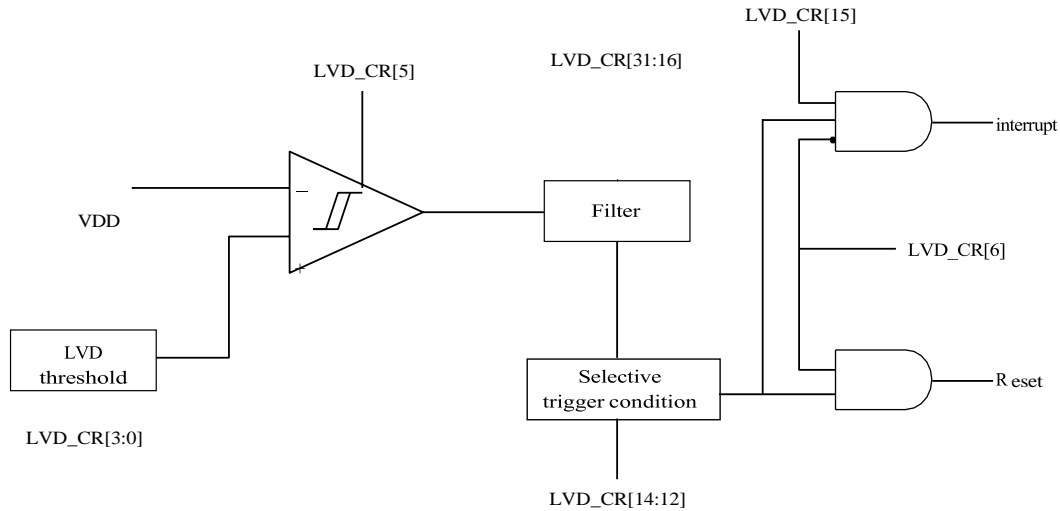 LVD_CR[15]
LVD_CR[31:16]
LVD_CR[5]
interrupt
–
VDD
Filter
LVD_CR[6]
+
LVD
threshold
Selective
trigger condition
R eset
LVD_CR[3:0]
LVD_CR[14:12]